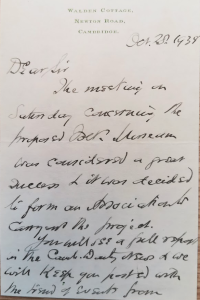 WALDEN COTTAGE,
NEWTON ROAD,
CAMBRIDGE.
Oct. 20 1938
Dear Sir
The meeting on
Saturday concerning the
proposed Folk Museum
was considered a great
success & it was decided
to form an Association to
carry out this project.
You will see a full report
in the Camb. Daily News & we
will keep you posted with
the trend of events from